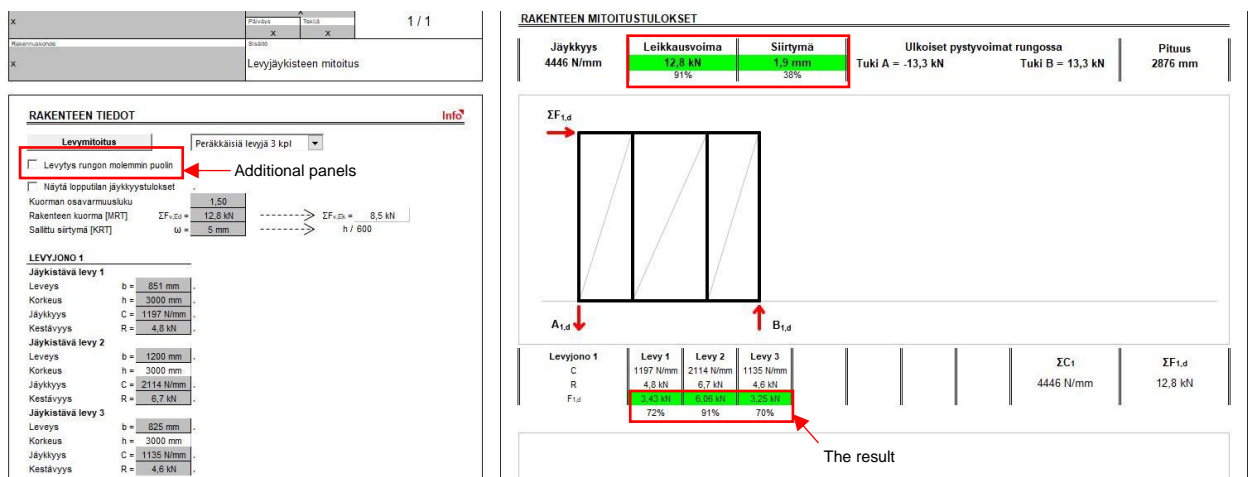 x
Päiväys
Tekijä
x
x
1 / 1
Rakennuskohde
x
Sisältö
Levyjäykisteen mitoitus
RAKENTEEN TIEDOT
Info
Levymitoitus
Peräkkäisiä levyjä 3 kpl
Levytys rungon molemmin puolin
Additional panels
Näytä lopputilan jäykkyystulokset
Kuorman osavarmuusluku 1,50
Rakenteen kuorma [MRT] ΣFv,Ed = 12,8 kN -----> ΣFv,Ek = 8,5 kN
Sallittu siirtymä [KRT] ω = 5 mm -----> h / 600
LEVYJONO 1
Jäykistävä levy 1
Leveys b = 851 mm
Korkeus h = 3000 mm
Jäykkyys C = 1197 N/mm
Kestävyys R = 4,8 kN
Jäykistävä levy 2
Leveys b = 1200 mm
Korkeus h = 3000 mm
Jäykkyys C = 2114 N/mm
Kestävyys R = 6,7 kN
Jäykistävä levy 3
Leveys b = 825 mm
Korkeus h = 3000 mm
Jäykkyys C = 1135 N/mm
Kestävyys R = 4,6 kN
RAKENTEEN MITOITUSTULOKSET
Jäykkyys Leikkausvoima Siirtymä Ulkoiset pystyvoimat rungossa Pituus
4446 N/mm 12,8 kN 1,9 mm Tuki A = -13,3 kN Tuki B = 13,3 kN 2876 mm
91% 38%
ΣF1,d
A1,d
B1,d
Levyjono 1 Levy 1 Levy 2 Levy 3 ΣC1 ΣF1,d
C 1197 N/mm 2114 N/mm 1135 N/mm 4446 N/mm 12,8 kN
R 4,8 kN 6,7 kN 4,6 kN
F1,d 3,43 kN 6,06 kN 3,25 kN
72% 91% 70%
The result